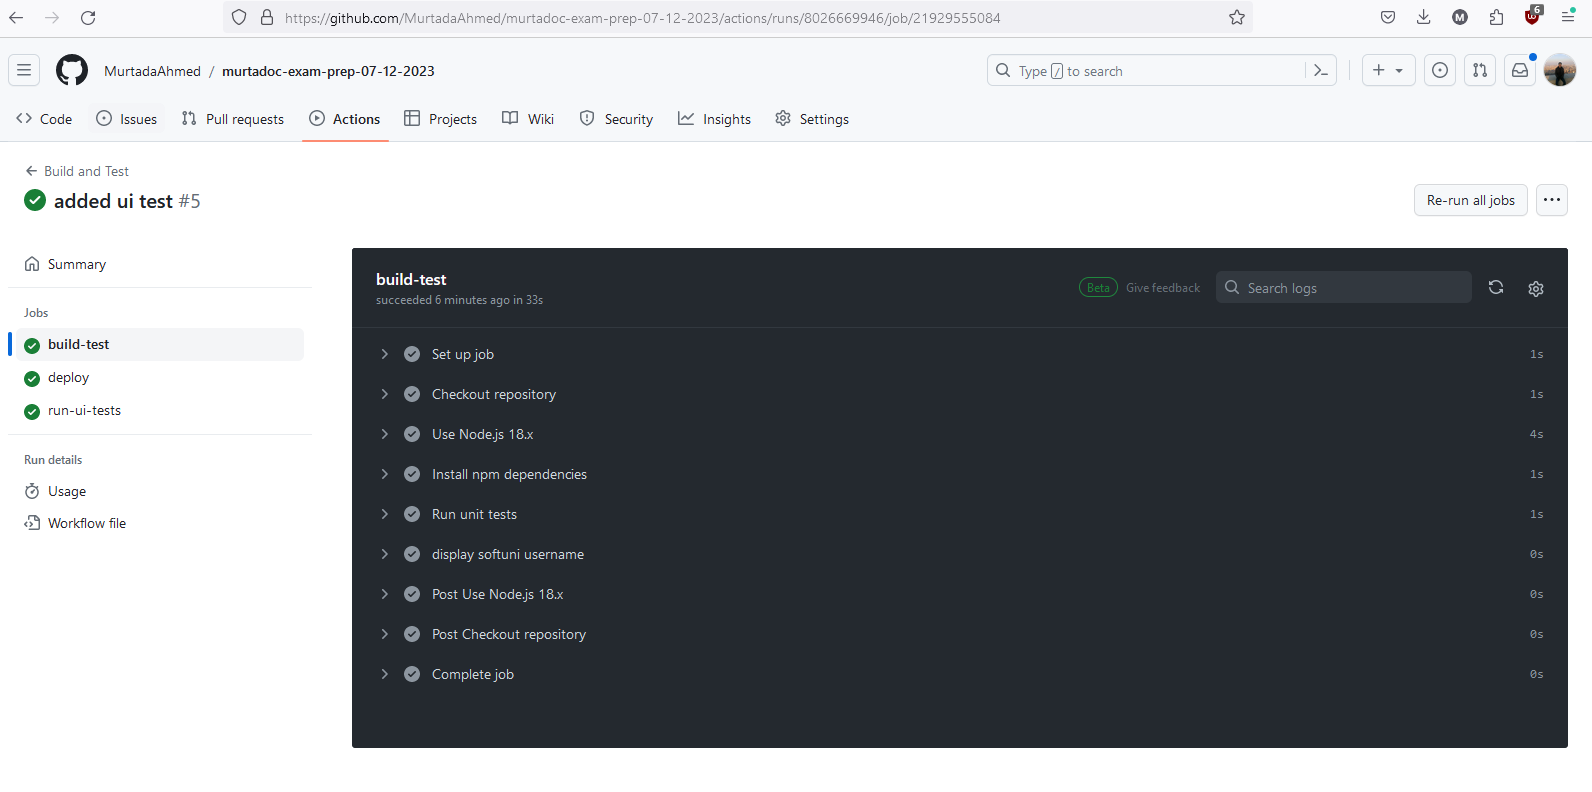 https://github.com/MurtadaAhmed/murtadoc-exam-prep-07-12-2023/actions/runs/8026669946/job/21929555084
M
6
MurtadaAhmed / murtadoc-exam-prep-07-12-2023
Type / to search
Code
Issues
Pull requests
Actions
Projects
Wiki
Security
Insights
Settings
Build and Test
added ui test #5
Re-run all jobs
Summary
Jobs
build-test
deploy
run-ui-tests
Run details
Usage
Workflow file
build-test
succeeded 6 minutes ago in 33s
Beta Give feedback
Search logs
Set up job 1s
Checkout repository 1s
Use Node.js 18.x 4s
Install npm dependencies 1s
Run unit tests 1s
display softuni username 0s
Post Use Node.js 18.x 0s
Post Checkout repository 0s
Complete job 0s